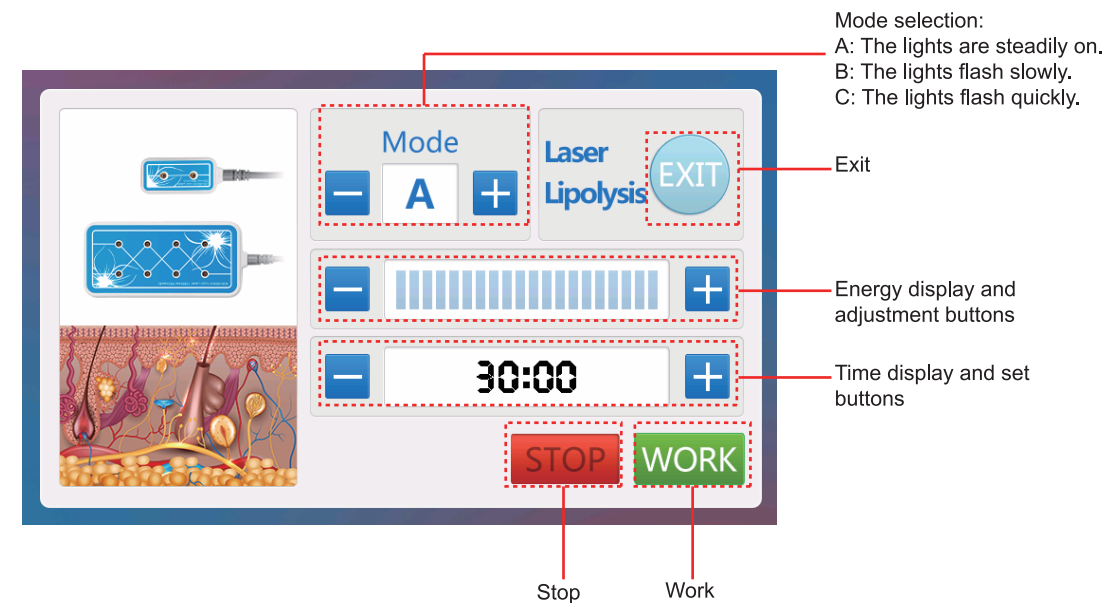 Mode selection:
A: The lights are steadily on.
B: The lights flash slowly.
C: The lights flash quickly.
Mode
A
Laser
Lipolysis
EXIT
Exit
Energy display and
adjustment buttons
30:00
Time display and set
buttons
STOP
WORK
Stop
Work